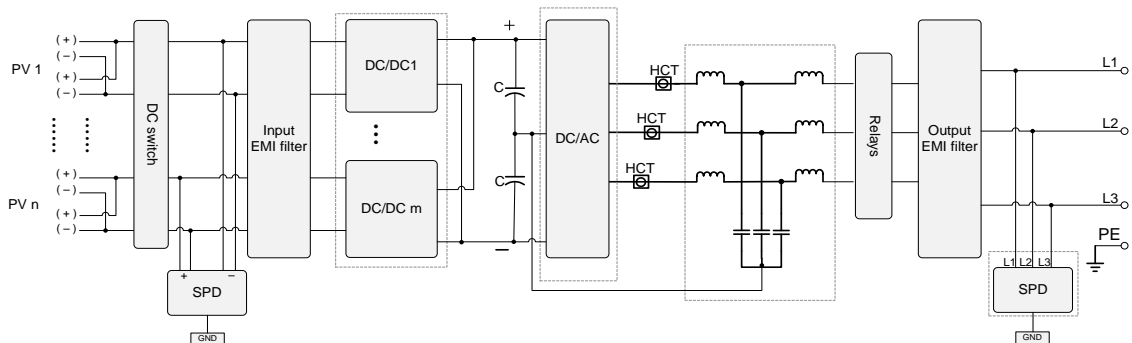 PV 1
(+)
(−)
(+)
(−)
PV n
(+)
(−)
(+)
(−)
DC switch
+
−
SPD
GND
Input
EMI filter
DC/DC1
DC/DC m
+
C
C
−
DC/AC
HCT
HCT
HCT
Relays
Output
EMI filter
L1
L2
L3
PE
L1 L2 L3
SPD
GND